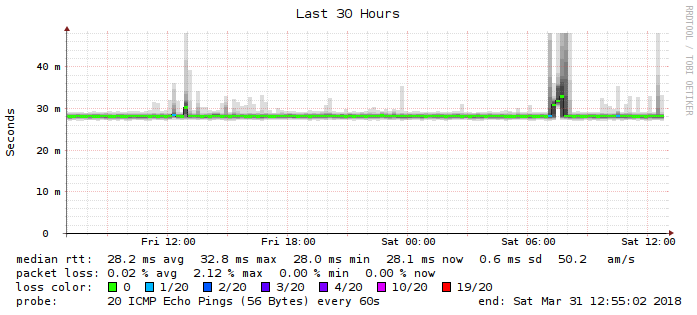 Last 30 Hours
RRDTOOL / TOBI OETIKER
Seconds
40 m
30 m
20 m
10 m
0
Fri 12:00 Fri 18:00 Sat 00:00 Sat 06:00 Sat 12:00
median rtt: 28.2 ms avg 32.8 ms max 28.0 ms min 28.1 ms now 0.6 ms sd 50.2 am/s
packet loss: 0.02 % avg 2.12 % max 0.00 % min 0.00 % now
loss color: 0 1/20 2/20 3/20 4/20 10/20 19/20
probe: 20 ICMP Echo Pings (56 Bytes) every 60s end: Sat Mar 31 12:55:02 2018